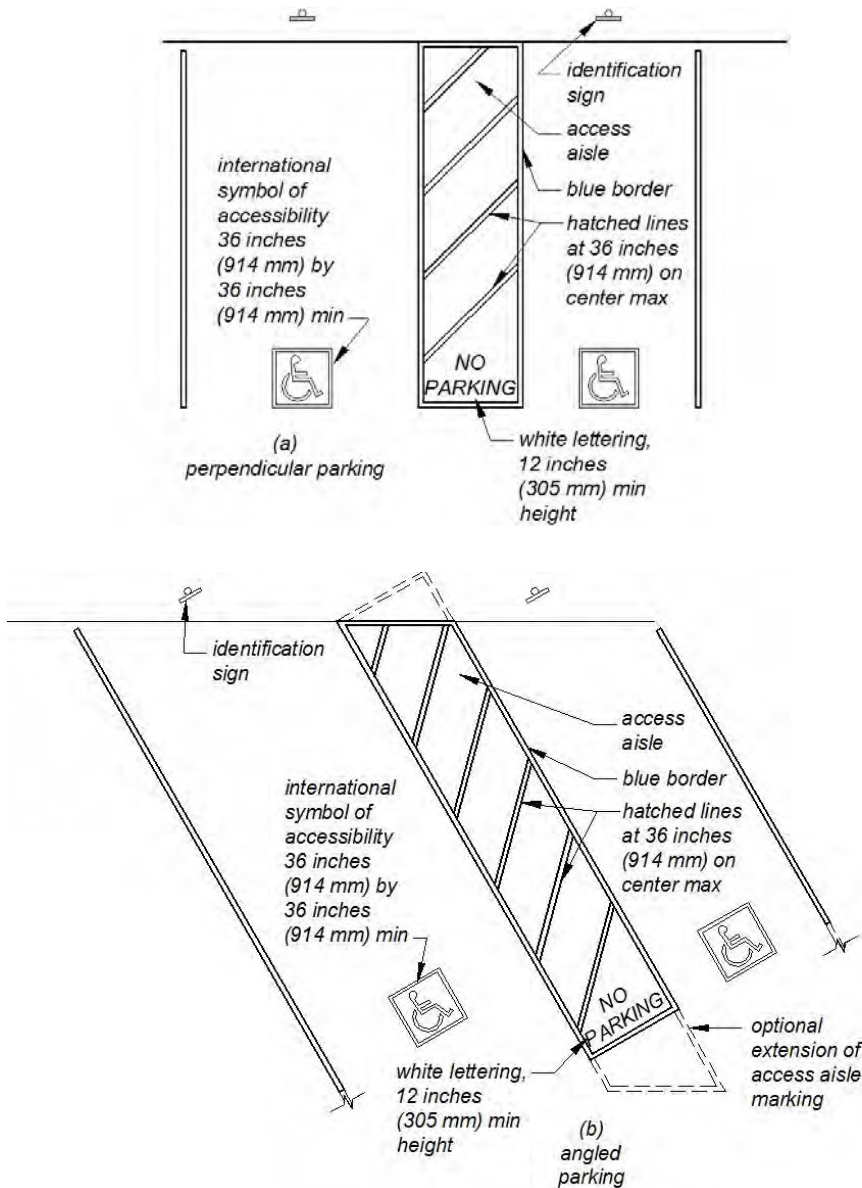 identification
sign
access
aisle
blue border
hatched lines
at 36 inches
(914 mm) on
center max
international
symbol of
accessibility
36 inches
(914 mm) by
36 inches
(914 mm) min
NO
PARKING
(a)
perpendicular parking
white lettering,
12 inches
(305 mm) min
height
identification
sign
access
aisle
blue border
hatched lines
at 36 inches
(914 mm) on
center max
international
symbol of
accessibility
36 inches
(914 mm) by
36 inches
(914 mm) min
NO
PARKING
optional
extension of
access aisle
marking
white lettering,
12 inches
(305 mm) min
height
(b)
angled
parking